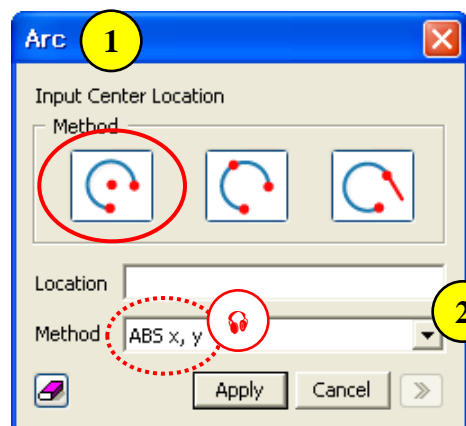 Arc 1
Input Center Location
Method
Location
2
Method ABS x, y
Apply Cancel